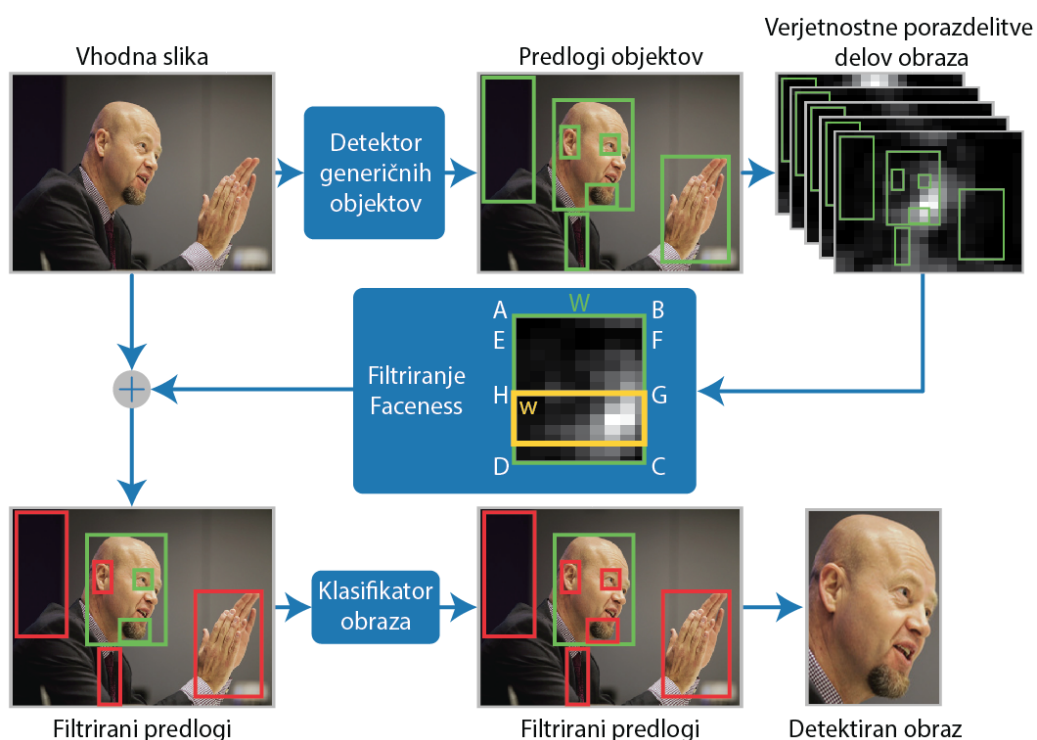 Vhodna slika
Predlogi objektov
Verjetnostne porazdelitve
delov obraza
Detektor
generičnih
objektov
A
W
B
E
F
Filtriranje
Faceness
H
w
G
D
C
+
Klasifikator
obraza
Filtrirani predlogi
Filtrirani predlogi
Detektiran obraz